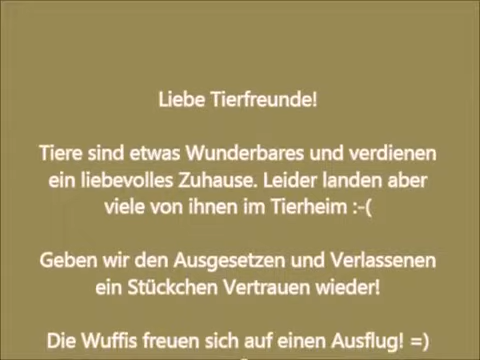 Liebe Tierfreunde!
Tiere sind etwas Wunderbares und verdienen
ein liebevolles Zuhause. Leider landen aber
viele von ihnen im Tierheim :-(
Geben wir den Ausgesetzen und Verlassenen
ein Stückchen Vertrauen wieder!
Die Wuffis freuen sich auf einen Ausflug! =)